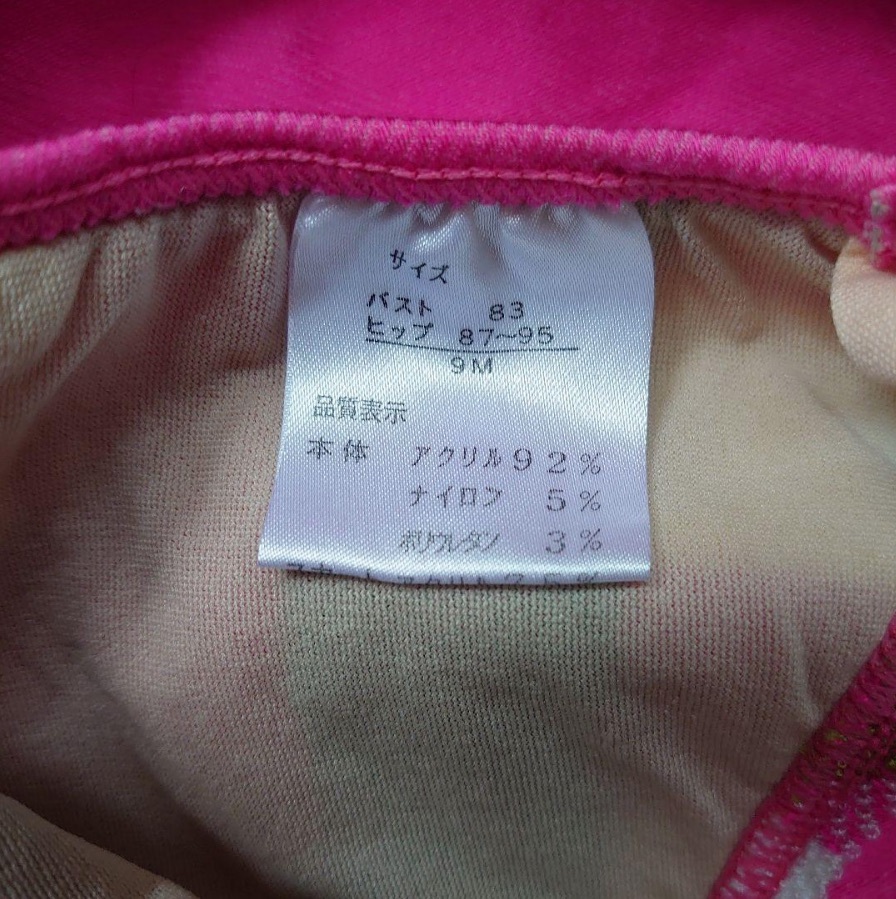 サイズ
バスト 83
ヒップ 87〜95
9M
品質表示
本体 アクリル92%
ナイロン 5%
ポリウレタン 3%